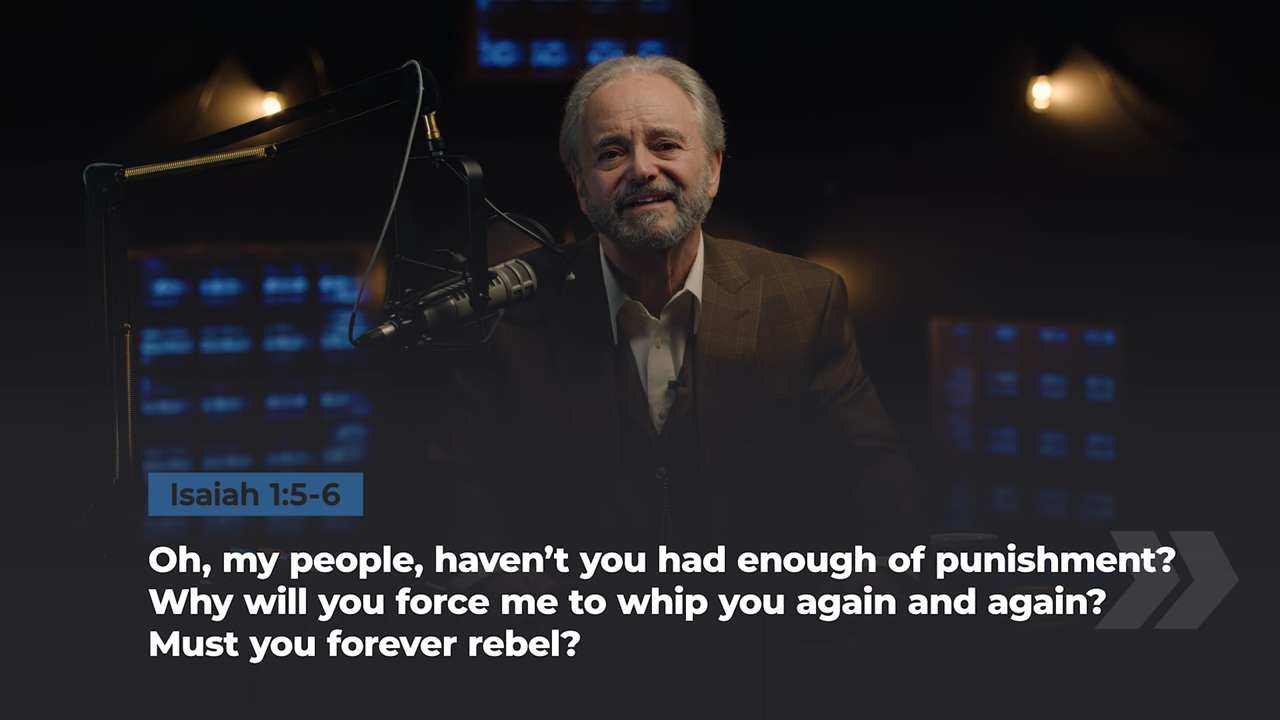 Isaiah 1:5-6
Oh, my people, haven’t you had enough of punishment?
Why will you force me to whip you again and again?
Must you forever rebel?